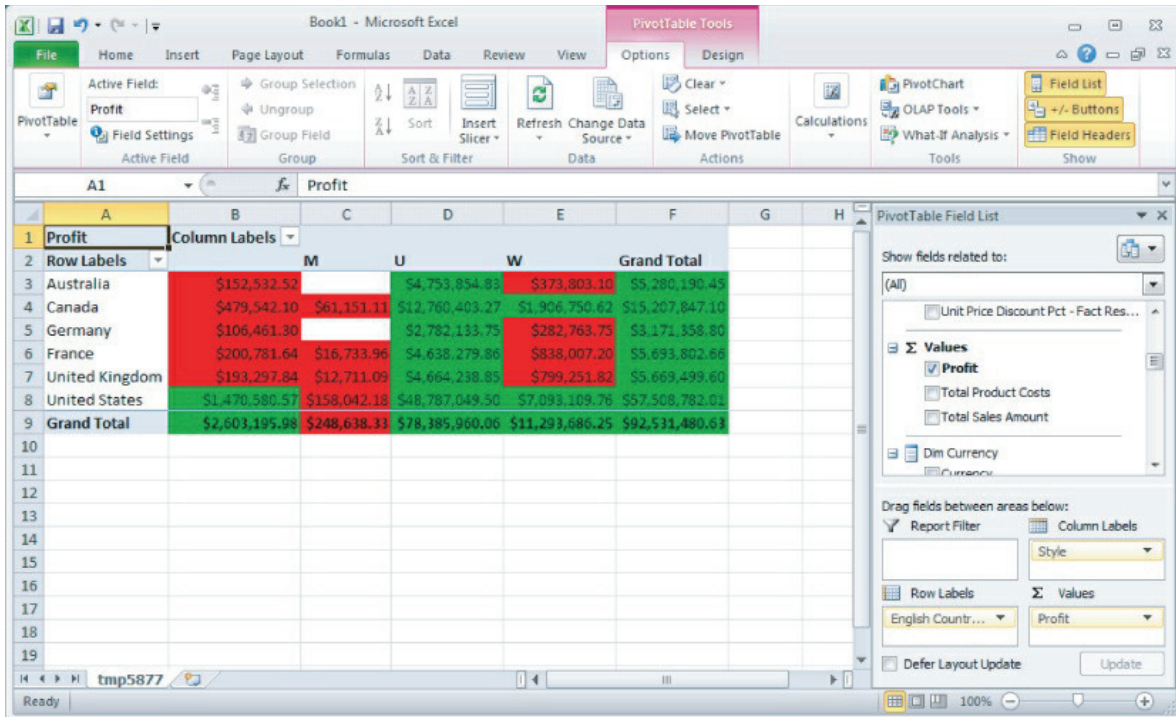 Book1 - Microsoft Excel
PivotTable Tools
File Home Insert Page Layout Formulas Data Review View Options Design
PivotTable
Active Field:
Profit
Field Settings
Active Field
Group Selection
Ungroup
Group Field
Group
Sort
Insert Slicer
Sort & Filter
Refresh
Change Data Source
Data
Clear
Select
Move PivotTable
Actions
Calculations
PivotChart
OLAP Tools
What-If Analysis
Tools
Field List
+/- Buttons
Field Headers
Show
A1 fx Profit
A B C D E F G H
1 Profit Column Labels
2 Row Labels M U W Grand Total
3 Australia $152,532.52 $4,753,854.83 $373,803.10 $5,280,190.45
4 Canada $479,542.10 $61,151.11 $12,760,403.27 $1,906,750.62 $15,207,847.10
5 Germany $106,461.30 $2,782,133.75 $282,763.75 $3,171,358.80
6 France $200,781.64 $16,733.96 $4,638,279.86 $838,007.20 $5,693,802.66
7 United Kingdom $193,297.84 $12,711.09 $4,664,238.85 $799,251.82 $5,669,499.60
8 United States $1,470,580.57 $158,042.18 $48,787,049.50 $7,093,109.76 $57,508,782.01
9 Grand Total $2,603,195.98 $248,638.33 $78,385,960.06 $11,293,686.25 $92,531,480.63
10
11
12
13
14
15
16
17
18
19
PivotTable Field List
Show fields related to:
(All)
Unit Price Discount Pct - Fact Res...
Σ Values
Profit
Total Product Costs
Total Sales Amount
Dim Currency
Currency
Drag fields between areas below:
Report Filter
Column Labels
Style
Row Labels
Σ Values
English Countr...
Profit
Defer Layout Update
Update
tmp5877
Ready
100%